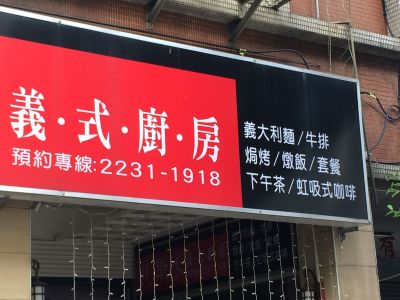 義·式·廚·房
預約專線:2231-1918
義大利麵/牛排
焗烤/燉飯/套餐
下午茶/虹吸式咖啡
有